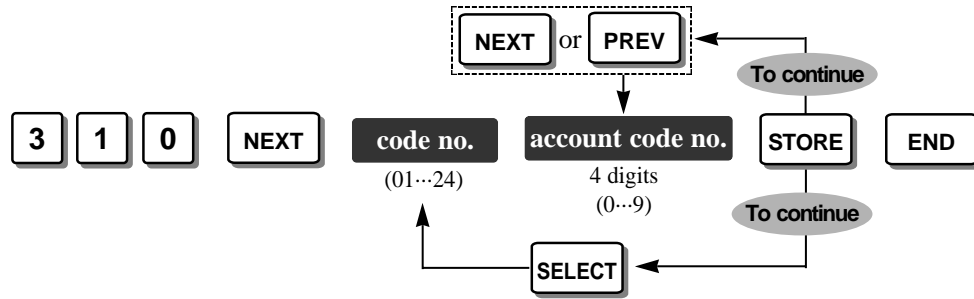 NEXT or PREV
To continue
3 1 0 NEXT code no. account code no. STORE END
(01···24) 4 digits
(0···9)
To continue
SELECT